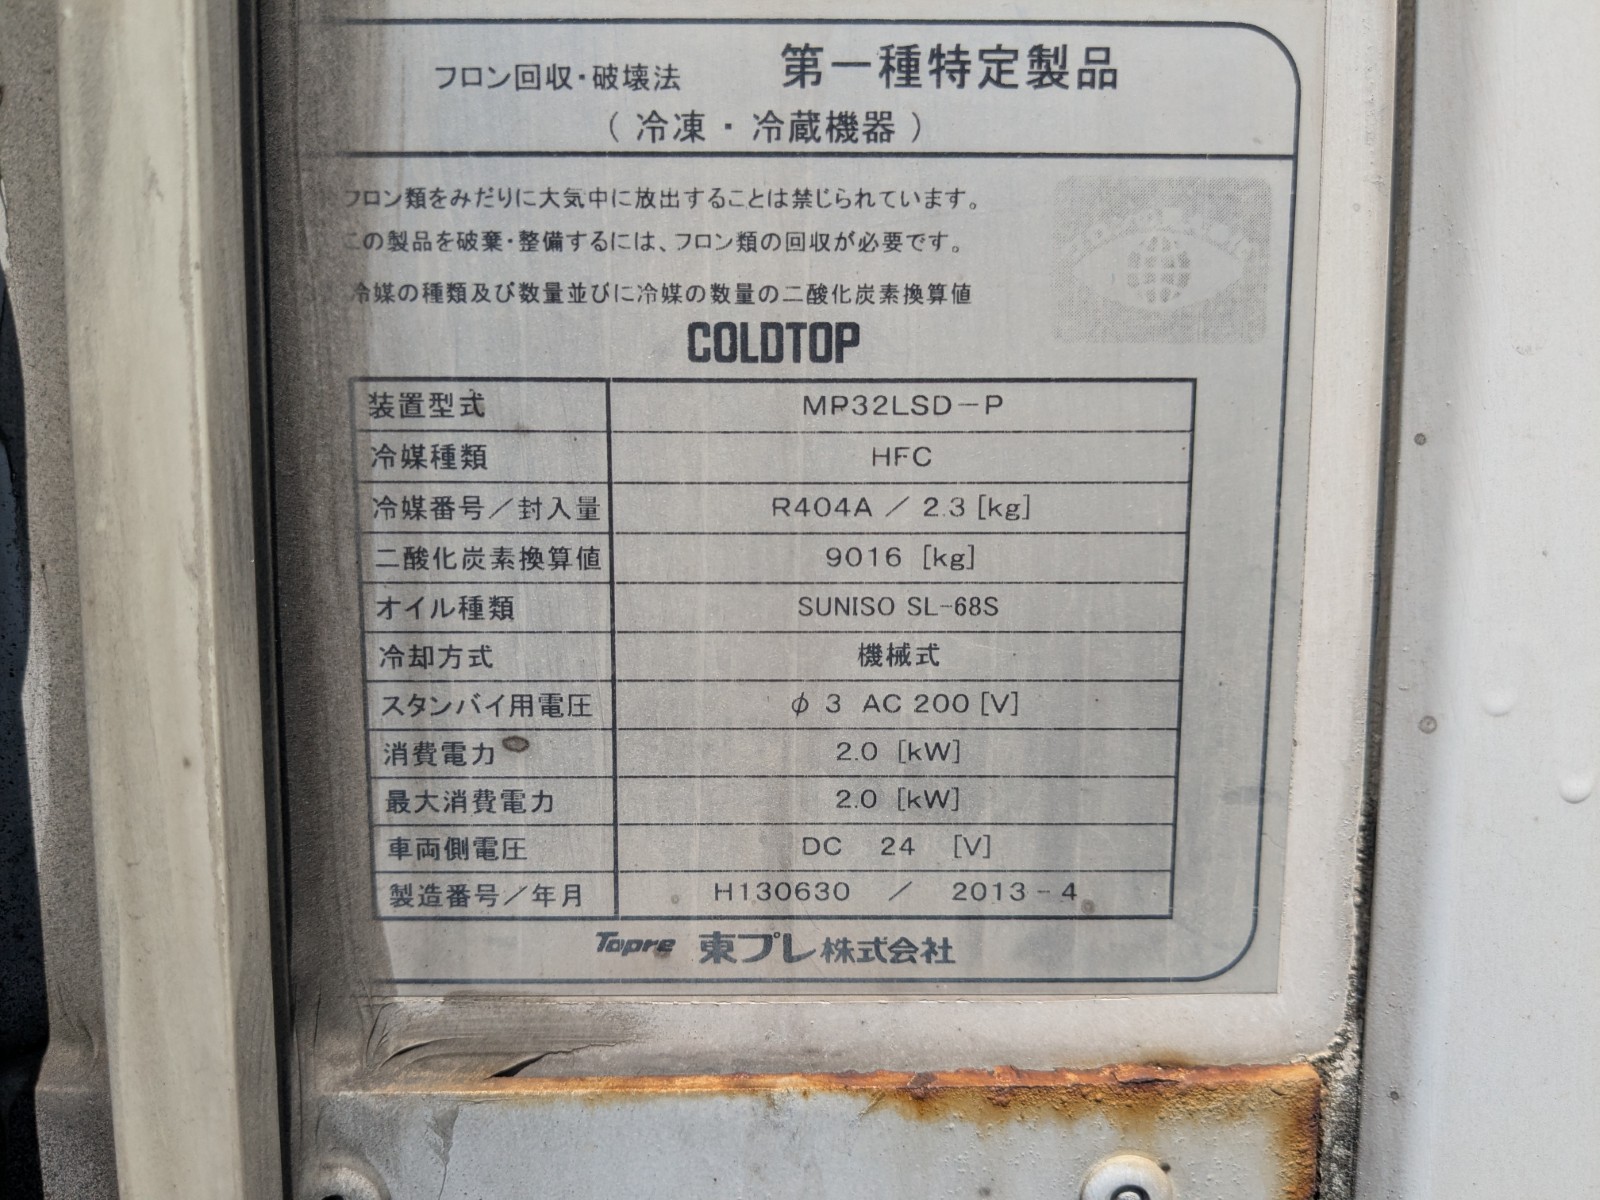 フロン回収・破壊法 第一種特定製品
(冷凍・冷蔵機器)
フロン類をみだりに大気中に放出することは禁じられています。
この製品を破棄・整備するには、フロン類の回収が必要です。
冷媒の種類及び数量並びに冷媒の数量の二酸化炭素換算値
COLDTOP
装置型式 MP32LSD-P
冷媒種類 HFC
冷媒番号/封入量 R404A / 2.3 [kg]
二酸化炭素換算値 9016 [kg]
オイル種類 SUNISO SL-68S
冷却方式 機械式
スタンバイ用電圧 φ3 AC 200 [V]
消費電力 2.0 [kW]
最大消費電力 2.0 [kW]
車両側電圧 DC 24 [V]
製造番号/年月 H130630 / 2013-4
Topre 東プレ株式会社